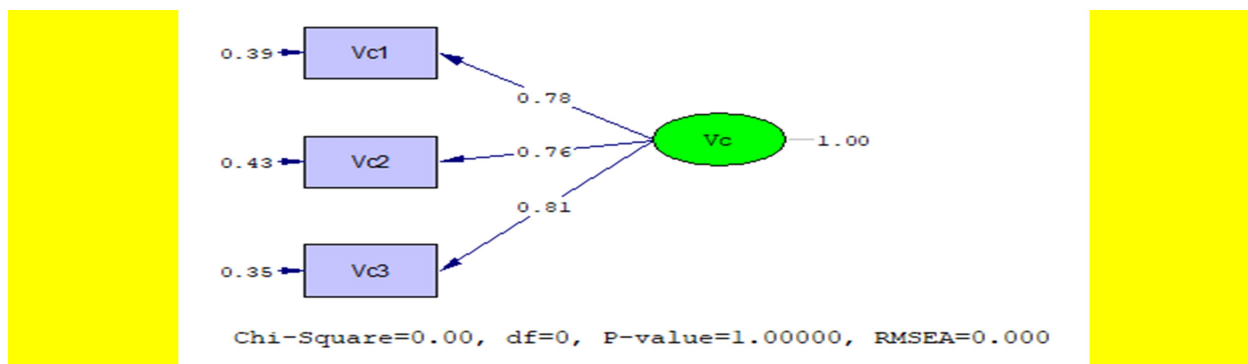 0.39
Vc1
0.78
Vc
1.00
0.43
Vc2
0.76
0.81
0.35
Vc3
Chi-Square=0.00, df=0, P-value=1.00000, RMSEA=0.000